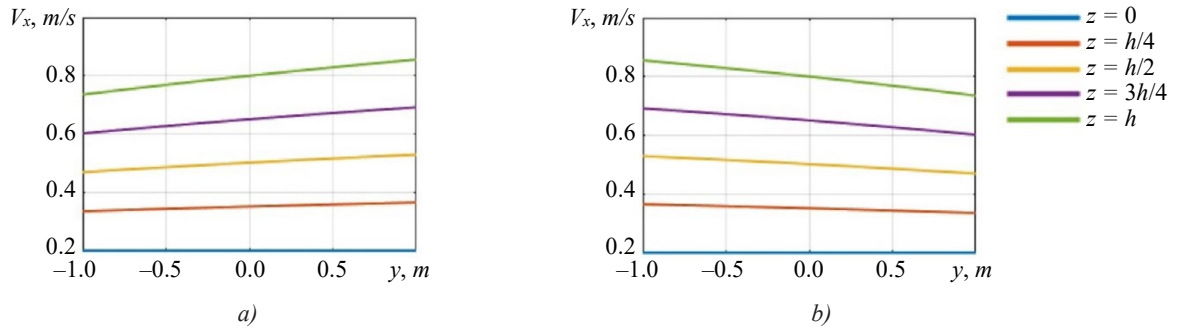 Vx, m/s
0.8
0.6
0.4
0.2
–1.0 –0.5 0.0 0.5 y, m
a)
Vx, m/s
0.8
0.6
0.4
0.2
–1.0 –0.5 0.0 0.5 y, m
b)
z = 0
z = h/4
z = h/2
z = 3h/4
z = h